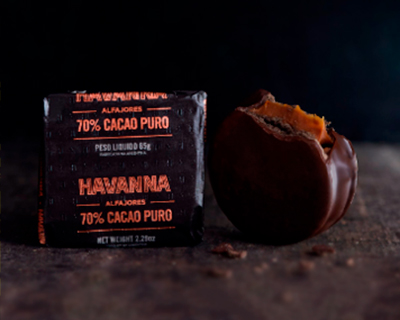 HAVANNA
ALFAJORES
70% CACAO PURO
PESO LIQUIDO 65g
HAVANNA
ALFAJORES
70% CACAO PURO
NET WEIGHT 2.29oz